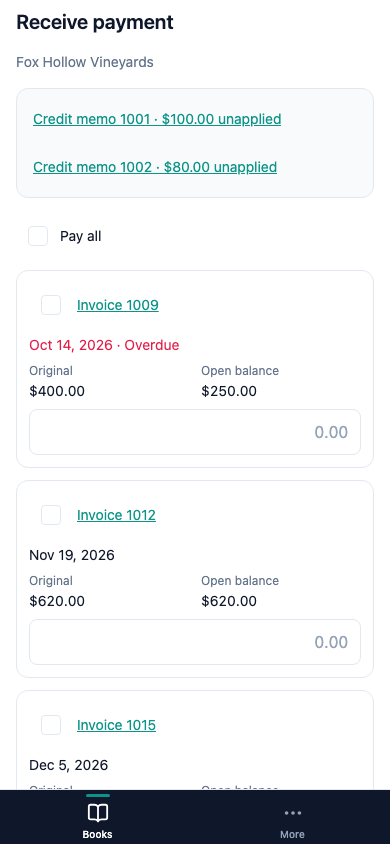 Receive payment
Fox Hollow Vineyards
Credit memo 1001 · $100.00 unapplied
Credit memo 1002 · $80.00 unapplied
Pay all
Invoice 1009
Oct 14, 2026 · Overdue
Original Open balance
$400.00 $250.00
0.00
Invoice 1012
Nov 19, 2026
Original Open balance
$620.00 $620.00
0.00
Invoice 1015
Dec 5, 2026
Books More